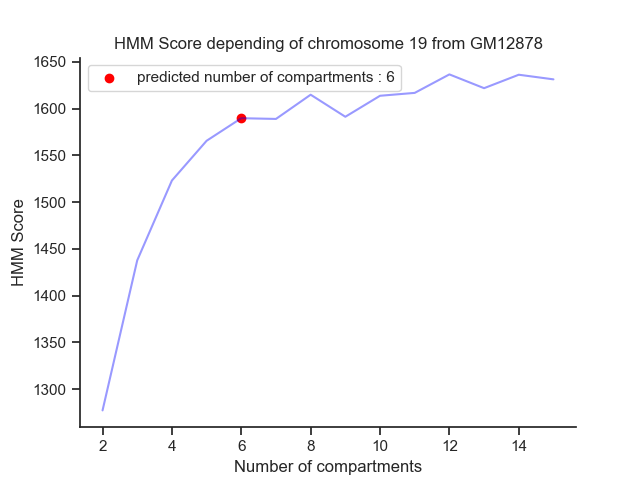 HMM Score depending of chromosome 19 from GM12878
predicted number of compartments : 6
HMM Score
1650
1600
1550
1500
1450
1400
1350
1300
2 4 6 8 10 12 14
Number of compartments